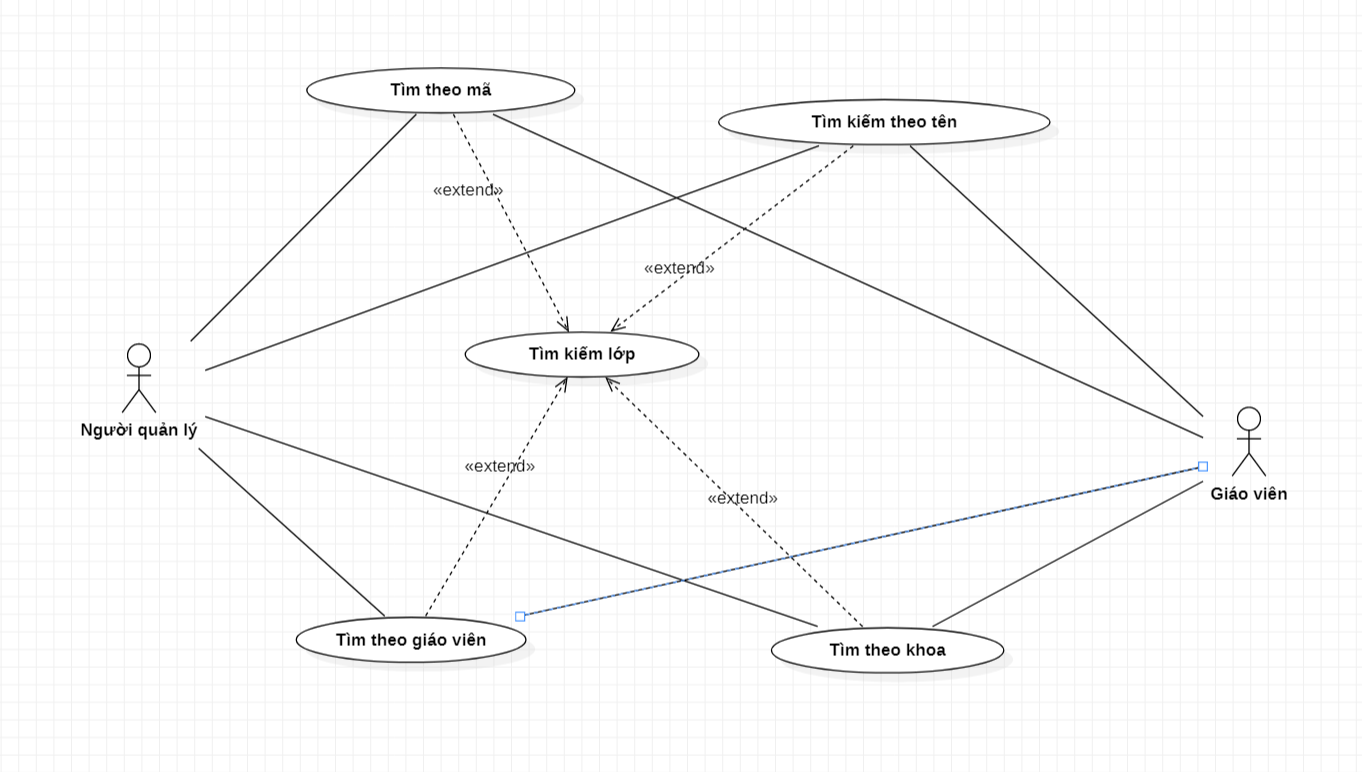 Tìm theo mã
Tìm kiếm theo tên
«extend»
«extend»
Tìm kiếm lớp
Người quản lý
«extend»
«extend»
Giáo viên
Tìm theo giáo viên
Tìm theo khoa